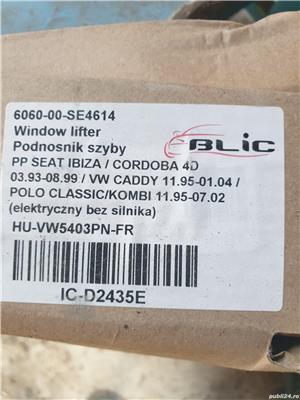 6060-00-SE4614
Window lifter
Podnosnik szyby
BLIC
PP SEAT IBIZA / CORDOBA 4D
03.93-08.99 / VW CADDY 11.95-01.04 /
POLO CLASSIC/KOMBI 11.95-07.02
(elektryczny bez silnika)
HU-VW5403PN-FR
IC-D2435E
publi24.ro